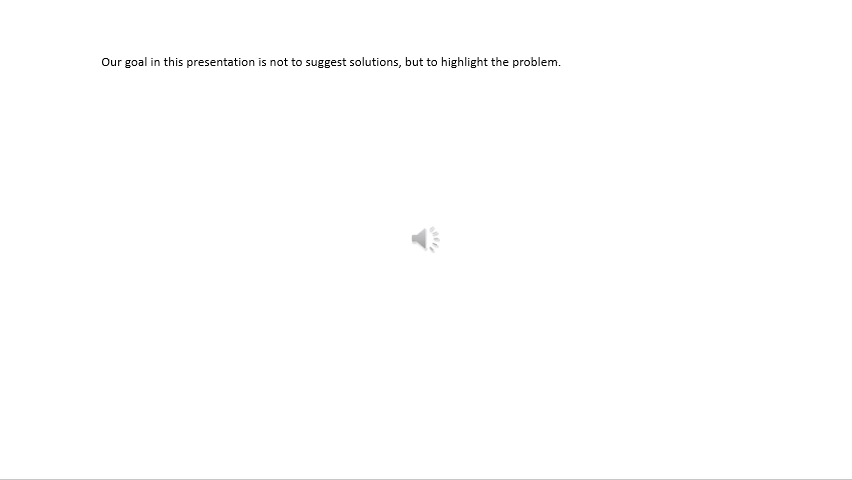 Our goal in this presentation is not to suggest solutions, but to highlight the problem.